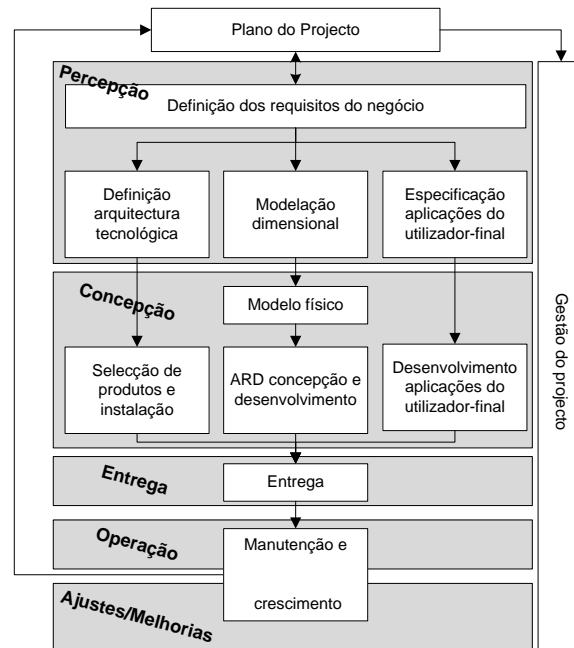 Plano do Projecto
Percepção
Definição dos requisitos do negócio
Definição
arquitectura
tecnológica
Modelação
dimensional
Especificação
aplicações do
utilizador-final
Concepção
Modelo físico
Selecção de
produtos e
instalação
ARD concepção e
desenvolvimento
Desenvolvimento
aplicações do
utilizador-final
Gestão do projecto
Entrega
Entrega
Operação
Manutenção e
crescimento
Ajustes/Melhorias